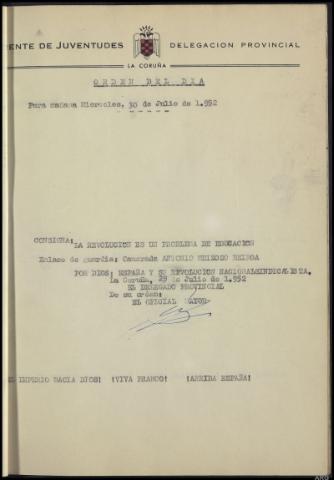 ENTE DE JUVENTUDES DELEGACION PROVINCIAL
LA CORUÑA
ORDEN DEL DIA
Para mañana Miercoles, 30 de Julio de 1.952
CONSIGNA: LA REVOLUCION ES UN PROBLEMA DE EDUCACION
Enlace de guardia: Camarada ANTONIO
POR DIOS; ESPAÑA Y SU REVOLUCION NACIONALSINDICALISTA.
La Coruña, 29 de Julio de 1.952
EL DELEGADO PROVINCIAL
De su orden:
EL OFICIAL MAYOR
IMPERIO HACIA DIOS! ¡VIVA FRANCO! ¡ARRIBA ESPAÑA!